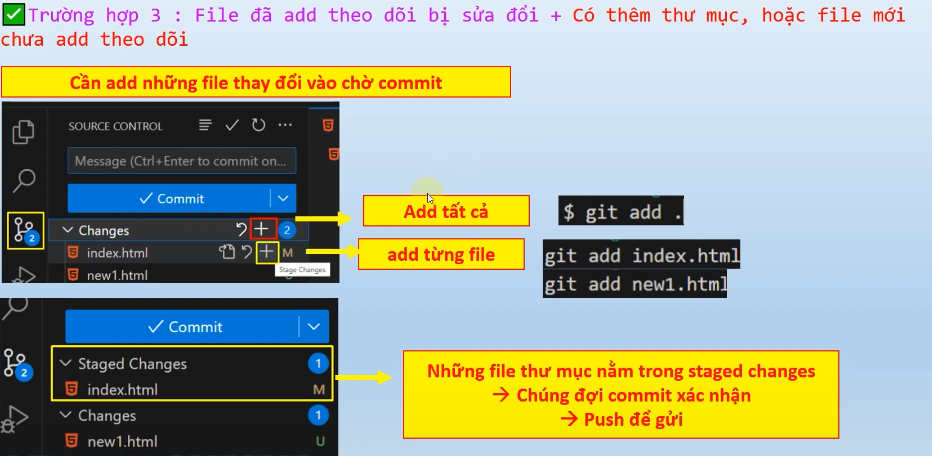 ✅Trường hợp 3 : File đã add theo dõi bị sửa đổi + Có thêm thư mục, hoặc file mới
chưa add theo dõi
Cần add những file thay đổi vào chờ commit
SOURCE CONTROL
Message (Ctrl+Enter to commit on...
Commit
Changes
2
index.html
M
Stage Changes
new1.html
2
Add tất cả
$ git add .
add từng file
git add index.html
git add new1.html
Commit
Staged Changes
1
index.html
M
Changes
1
new1.html
U
2
Những file thư mục nằm trong staged changes
→ Chúng đợi commit xác nhận
→ Push để gửi